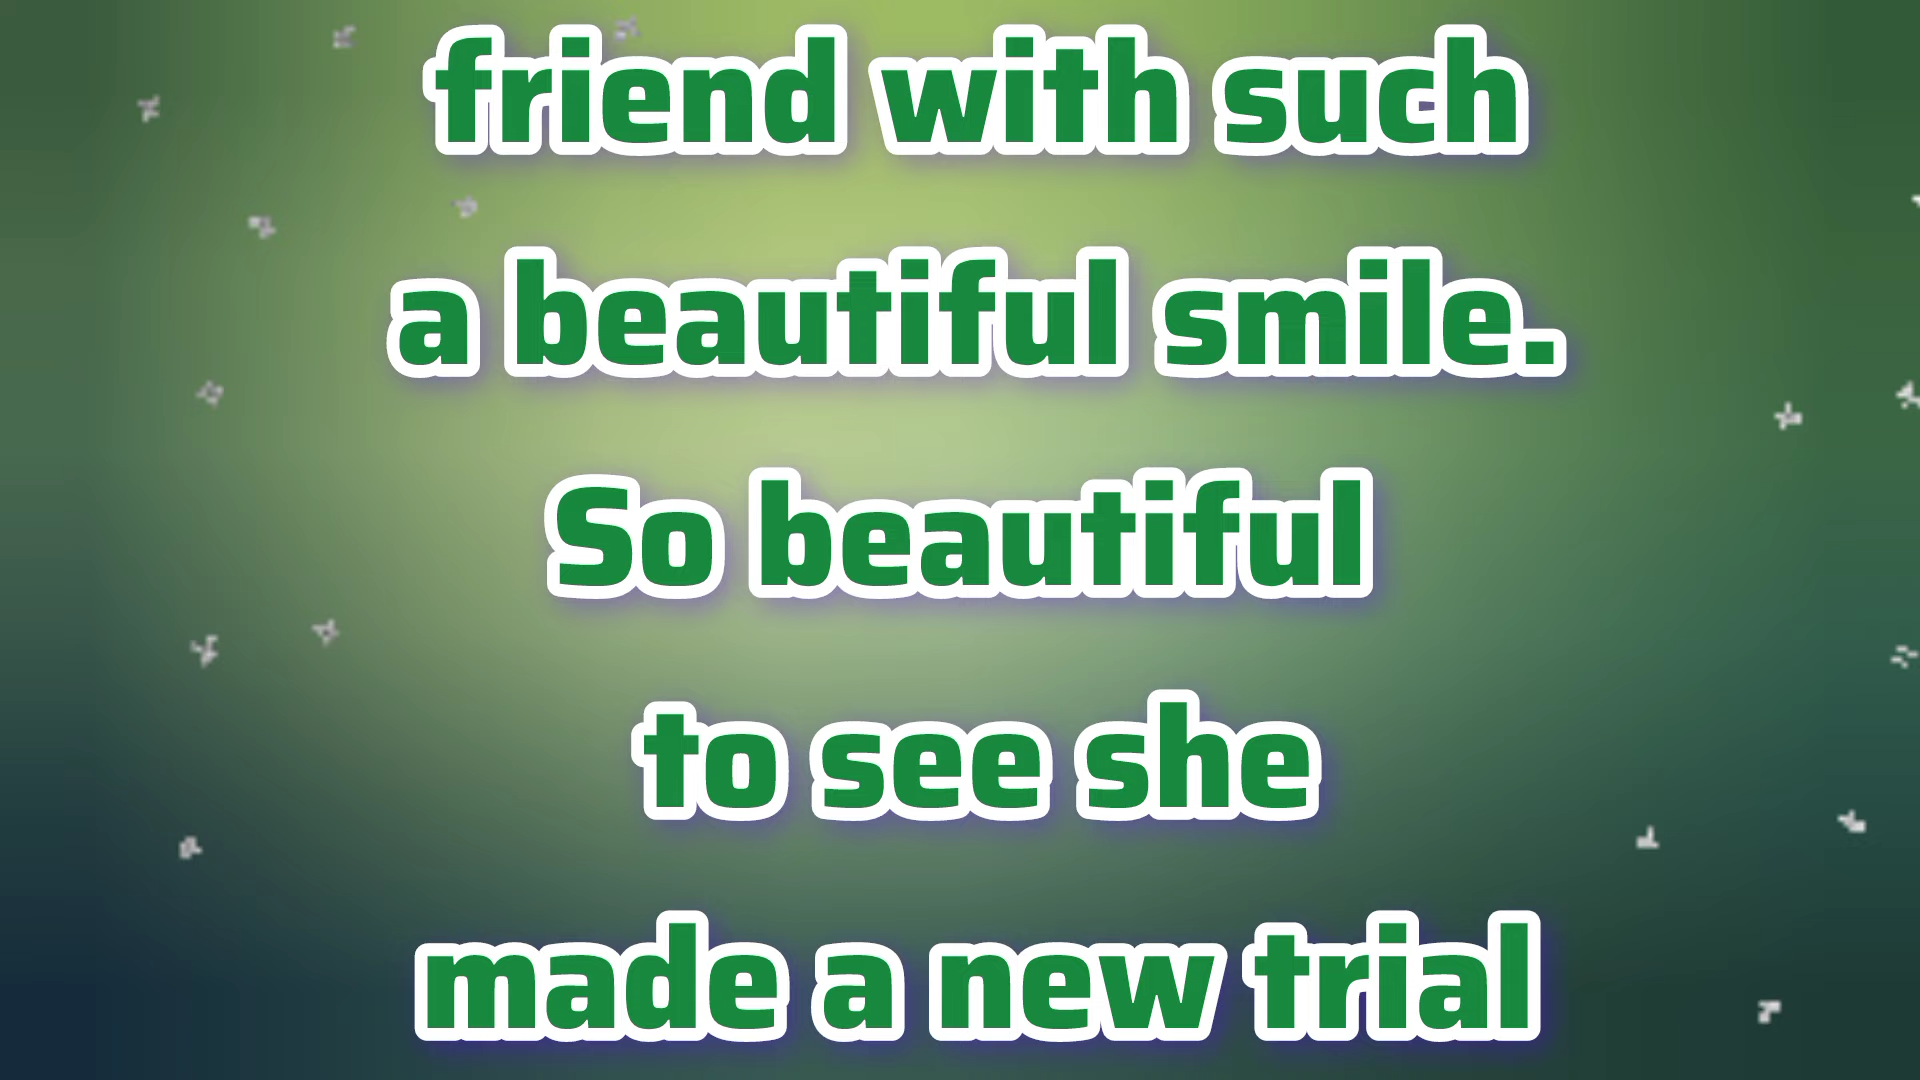 friend with such
a beautiful smile.
So beautiful
to see she
made a new trial